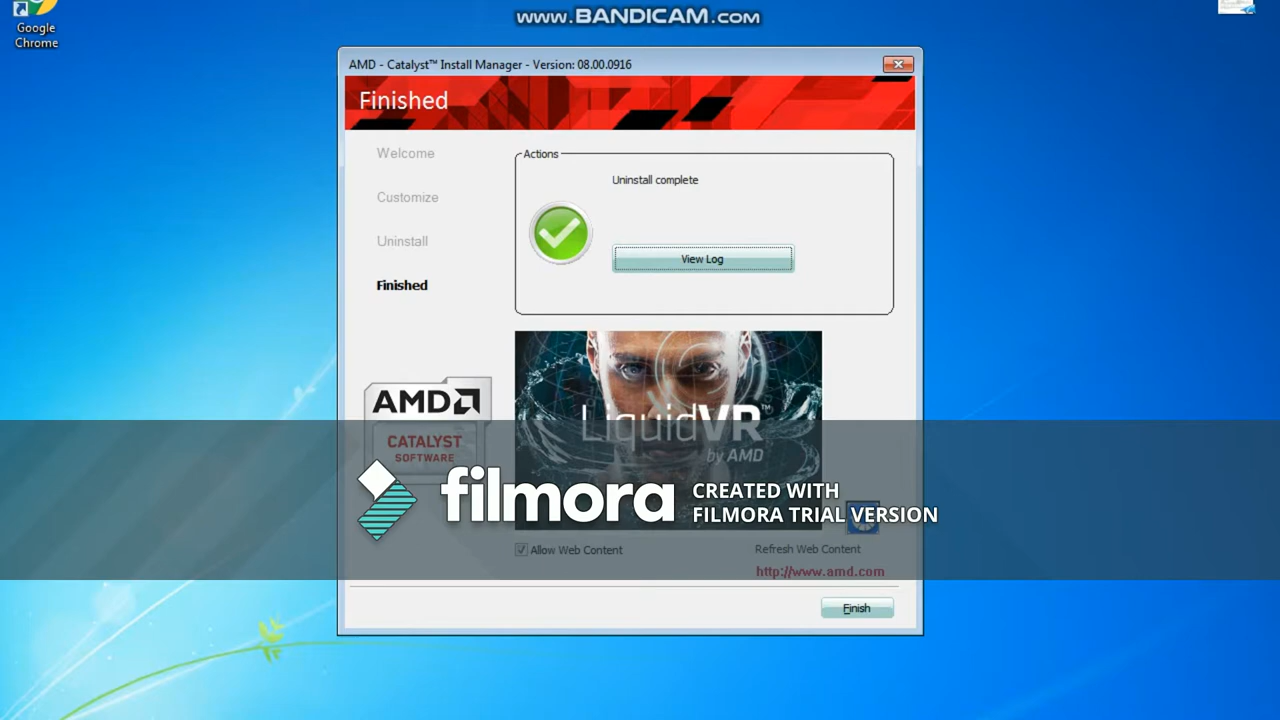 www.BANDICAM.com
Google
Chrome
AMD - Catalyst™ Install Manager - Version: 08.00.0916
Finished
Welcome
Customize
Uninstall
Finished
Actions
Uninstall complete
View Log
AMD
CATALYST
SOFTWARE
LiquidVR™
by AMD
filmora
CREATED WITH
FILMORA TRIAL VERSION
Allow Web Content
Refresh Web Content
http://www.amd.com
Finish